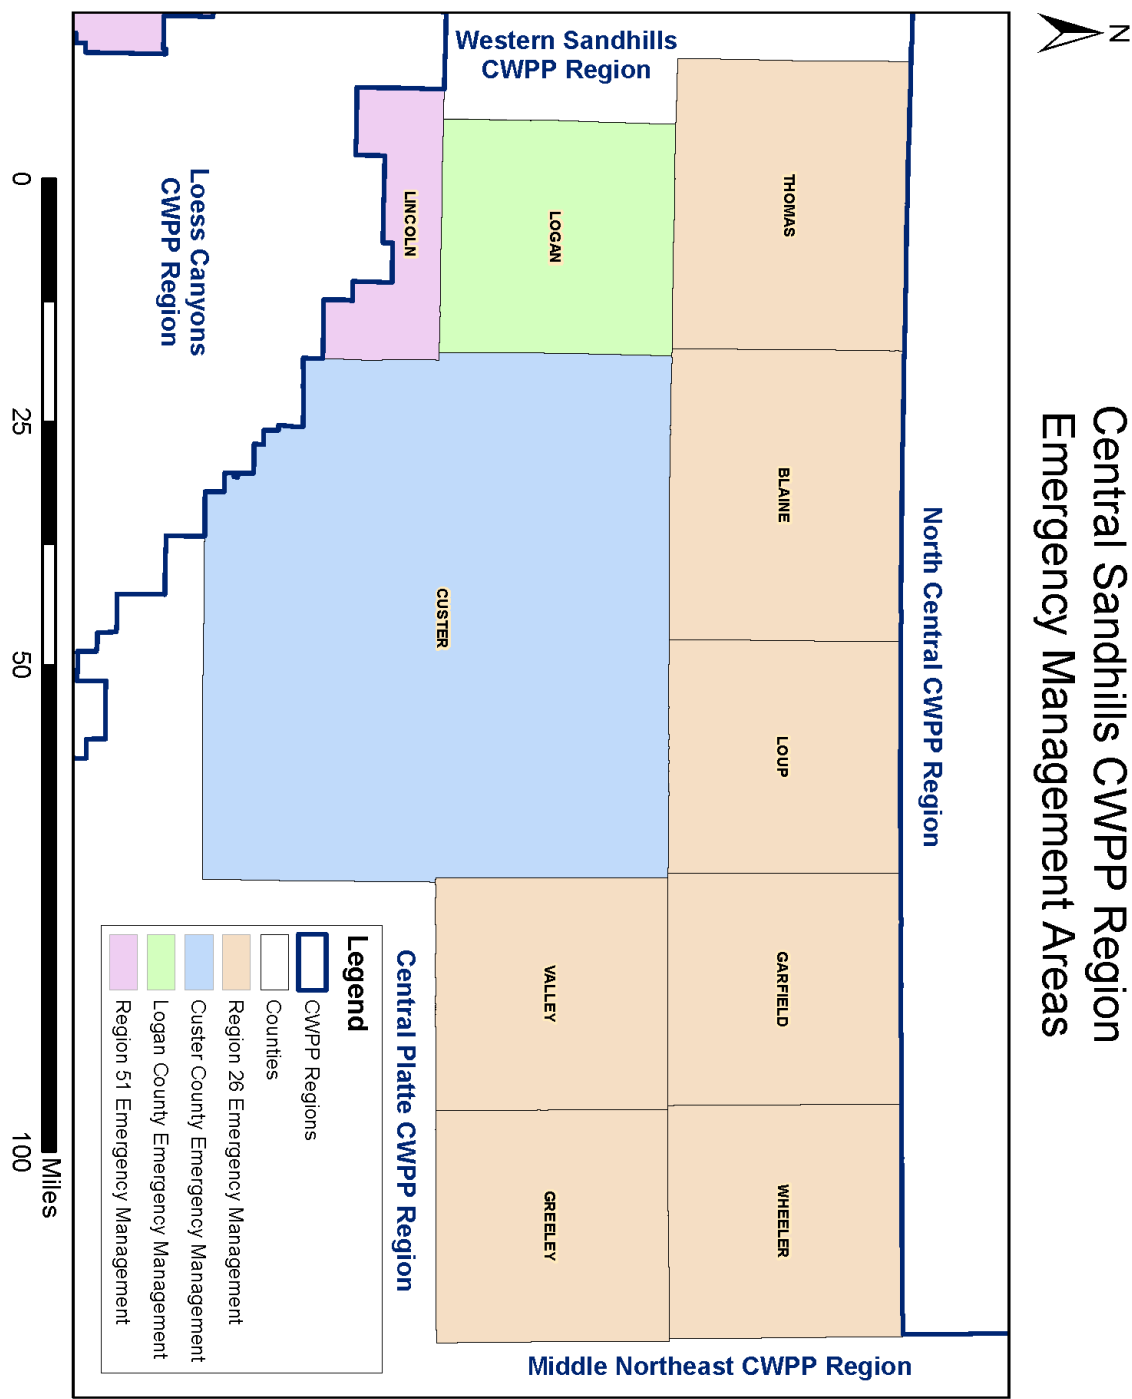 Central Sandhills CWPP Region
Emergency Management Areas
N
North Central CWPP Region
Western Sandhills
CWPP Region
THOMAS
BLAINE
LOUP
GARFIELD
WHEELER
LOGAN
LINCOLN
CUSTER
VALLEY
GREELEY
Loess Canyons
CWPP Region
Central Platte CWPP Region
Middle Northeast CWPP Region
Legend
CWPP Regions
Counties
Region 26 Emergency Management
Custer County Emergency Management
Logan County Emergency Management
Region 51 Emergency Management
0 25 50 100
Miles